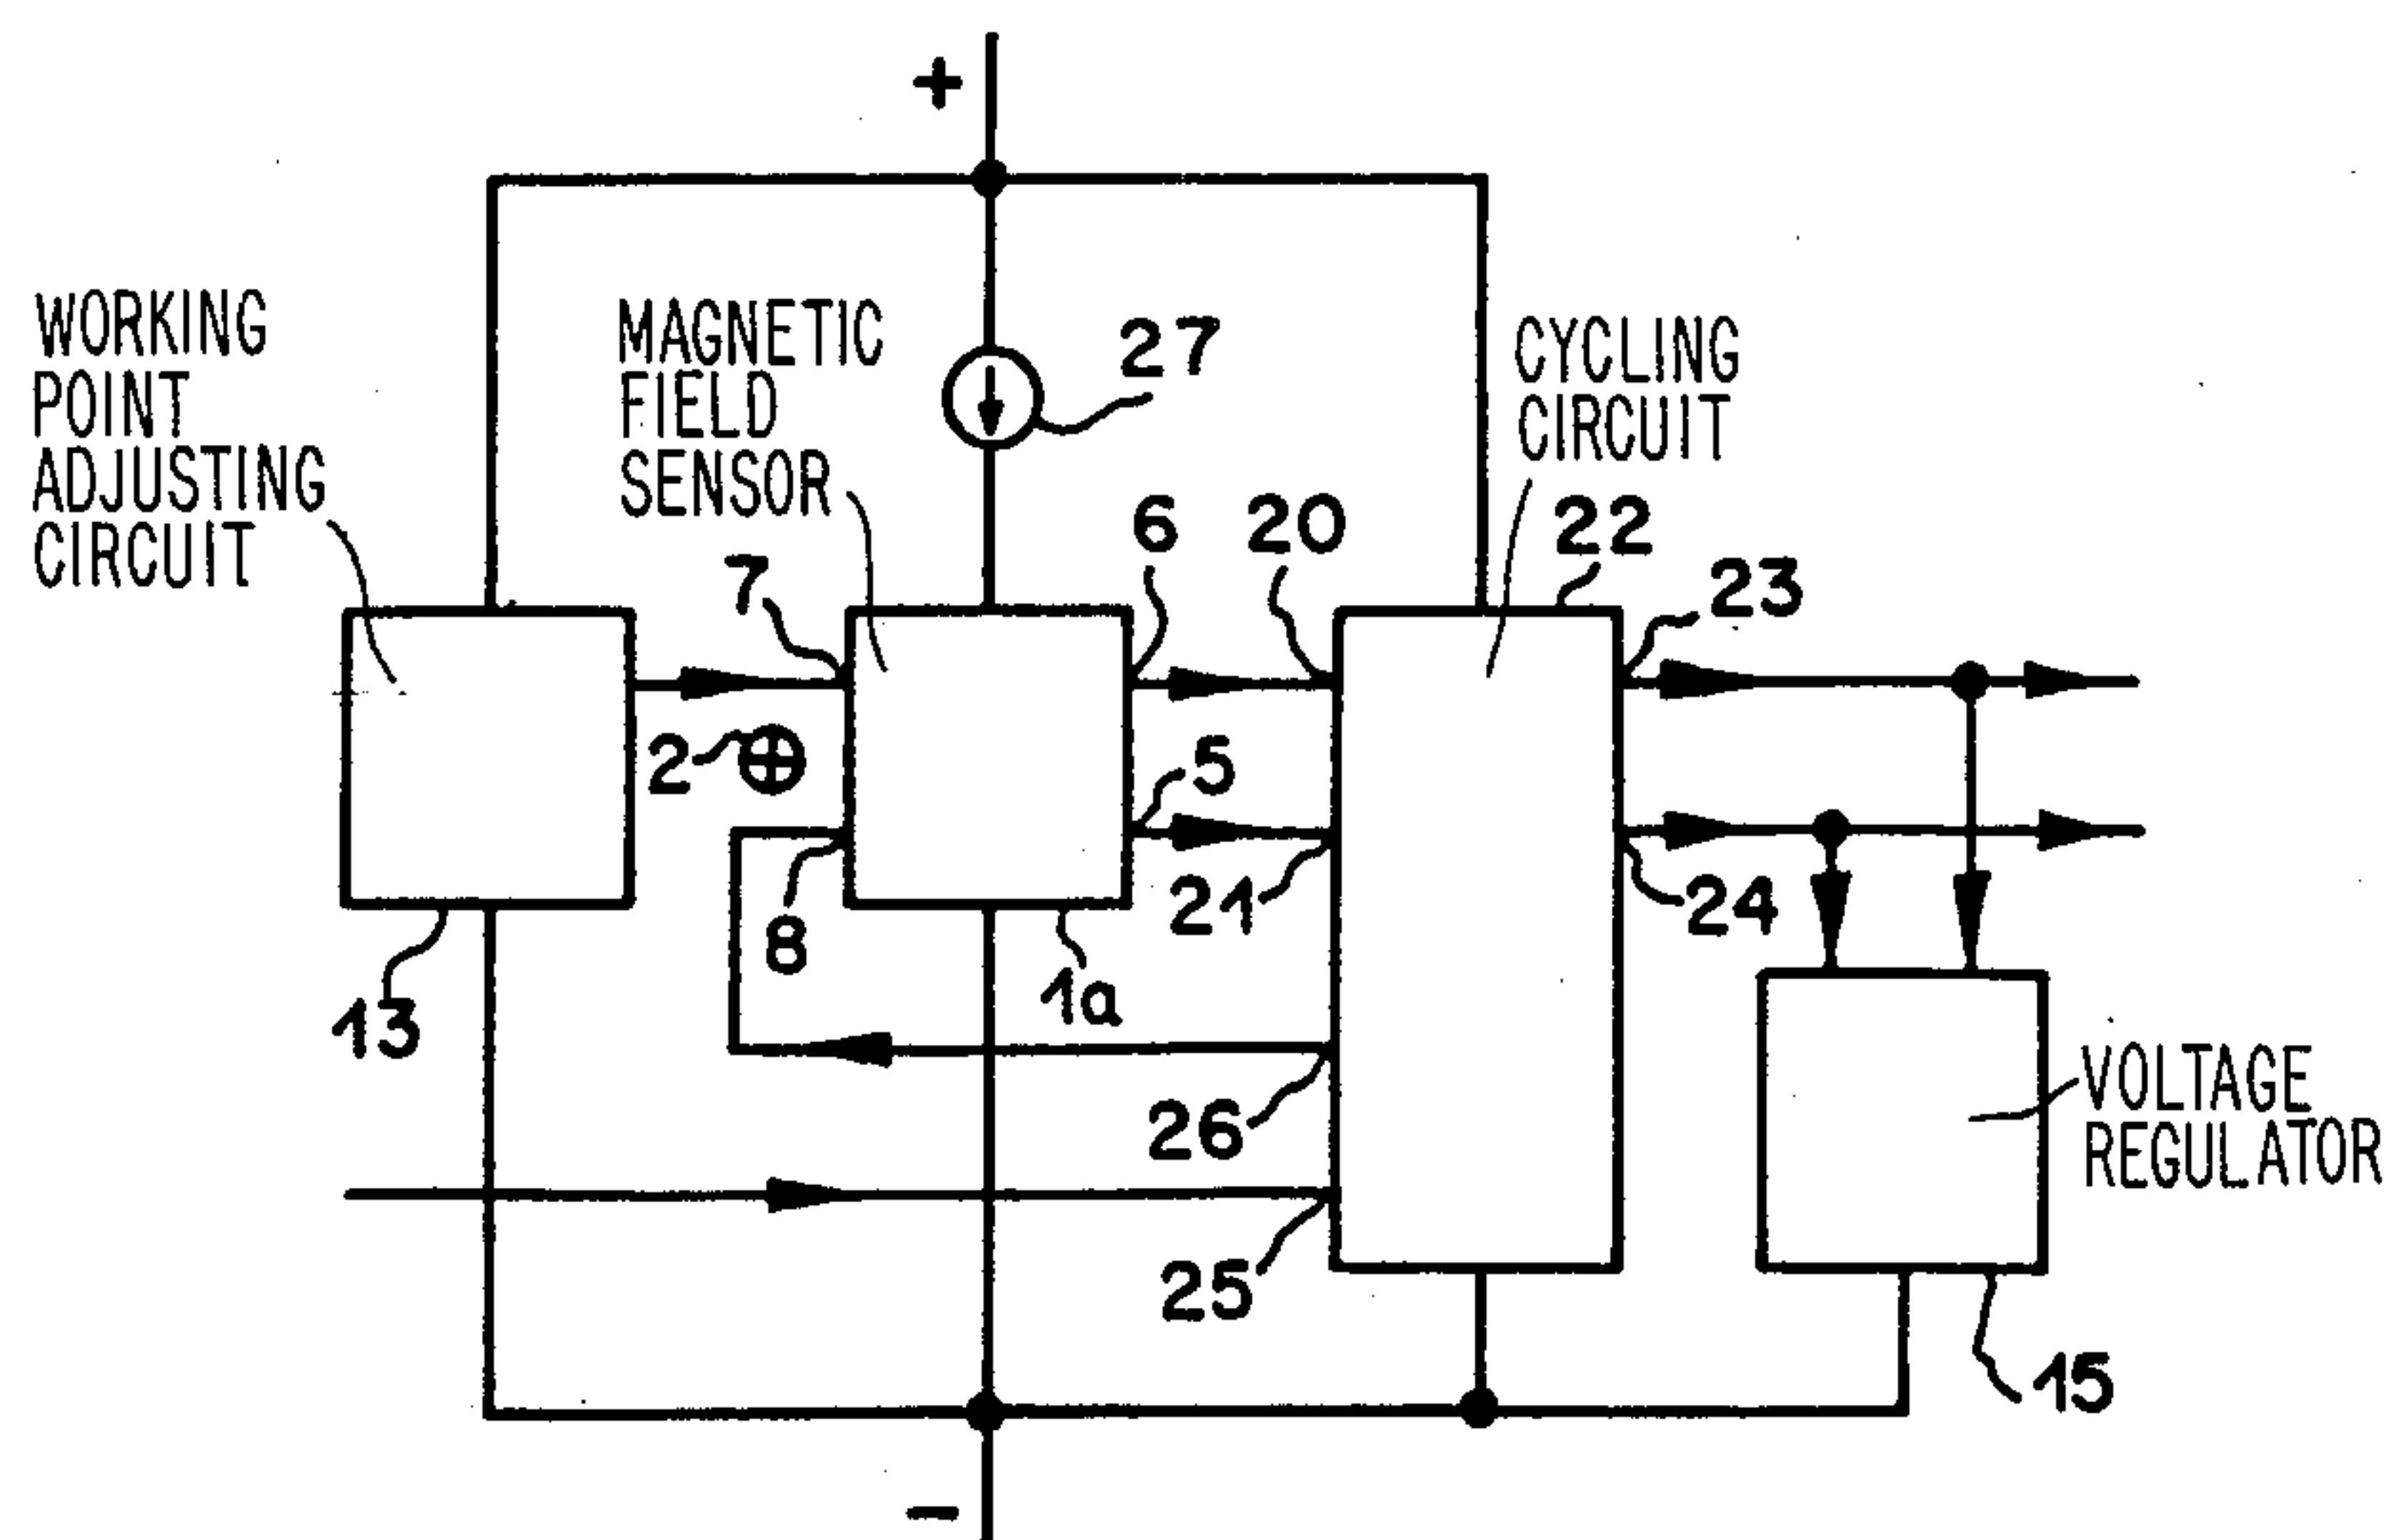 +
WORKING
POINT
ADJUSTING
CIRCUIT
MAGNETIC
FIELD
SENSOR
27
CYCLING
CIRCUIT
7
6
20
22
23
2
5
8
21
24
13
1a
26
VOLTAGE
REGULATOR
25
15
-